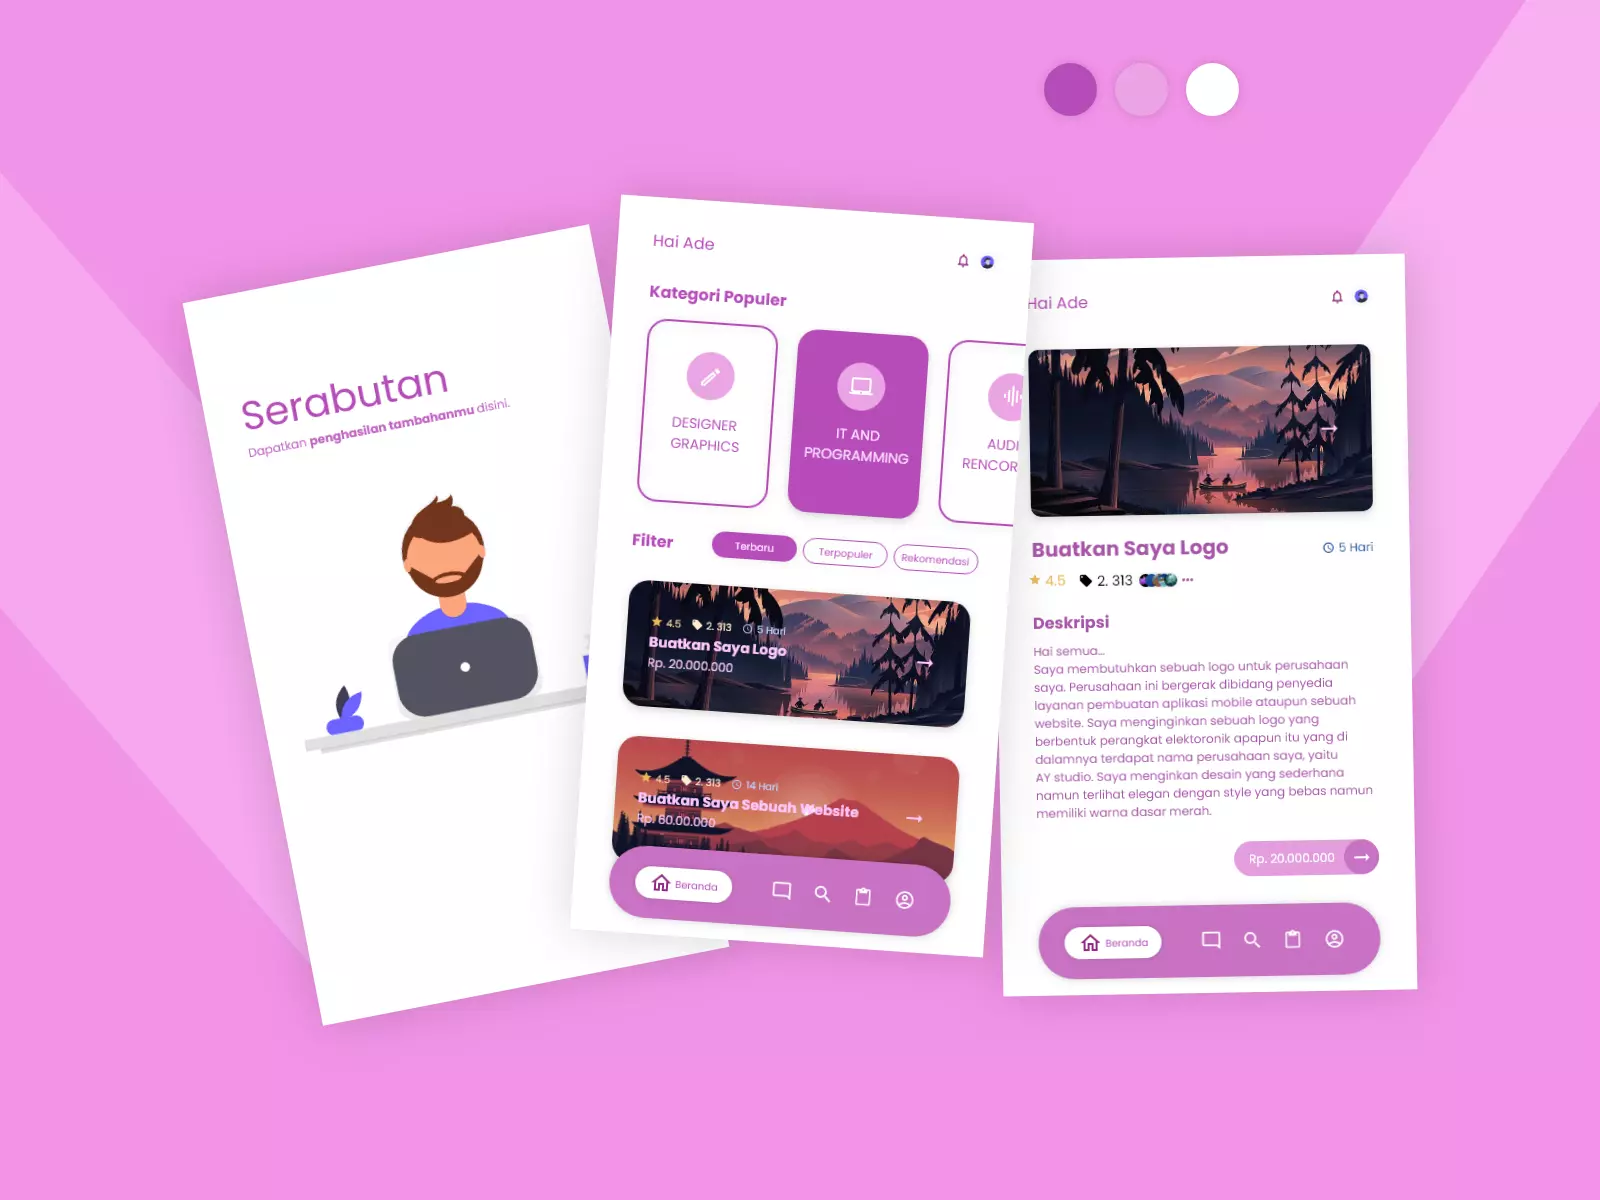 Serabutan
Dapatkan penghasilan tambahanmu disini.
Hai Ade
Kategori Populer
DESIGNER
GRAPHICS
IT AND
PROGRAMMING
AUDI
RENCOR
Filter
Terbaru
Terpopuler
Rekomendasi
4.5 2. 313 5 Hari
Buatkan Saya Logo
Rp. 20.000.000
4.5 2. 313 14 Hari
Buatkan Saya Sebuah Website
Rp. 60.00.000
Beranda
Hai Ade
Buatkan Saya Logo
5 Hari
4.5 2. 313
Deskripsi
Hai semua...
Saya membutuhkan sebuah logo untuk perusahaan
saya. Perusahaan ini bergerak dibidang penyedia
layanan pembuatan aplikasi mobile ataupun sebuah
website. Saya menginginkan sebuah logo yang
berbentuk perangkat elektoronik apapun itu yang di
dalamnya terdapat nama perusahaan saya, yaitu
AY studio. Saya menginkan desain yang sederhana
namun terlihat elegan dengan style yang bebas namun
memiliki warna dasar merah.
Rp. 20.000.000
Beranda